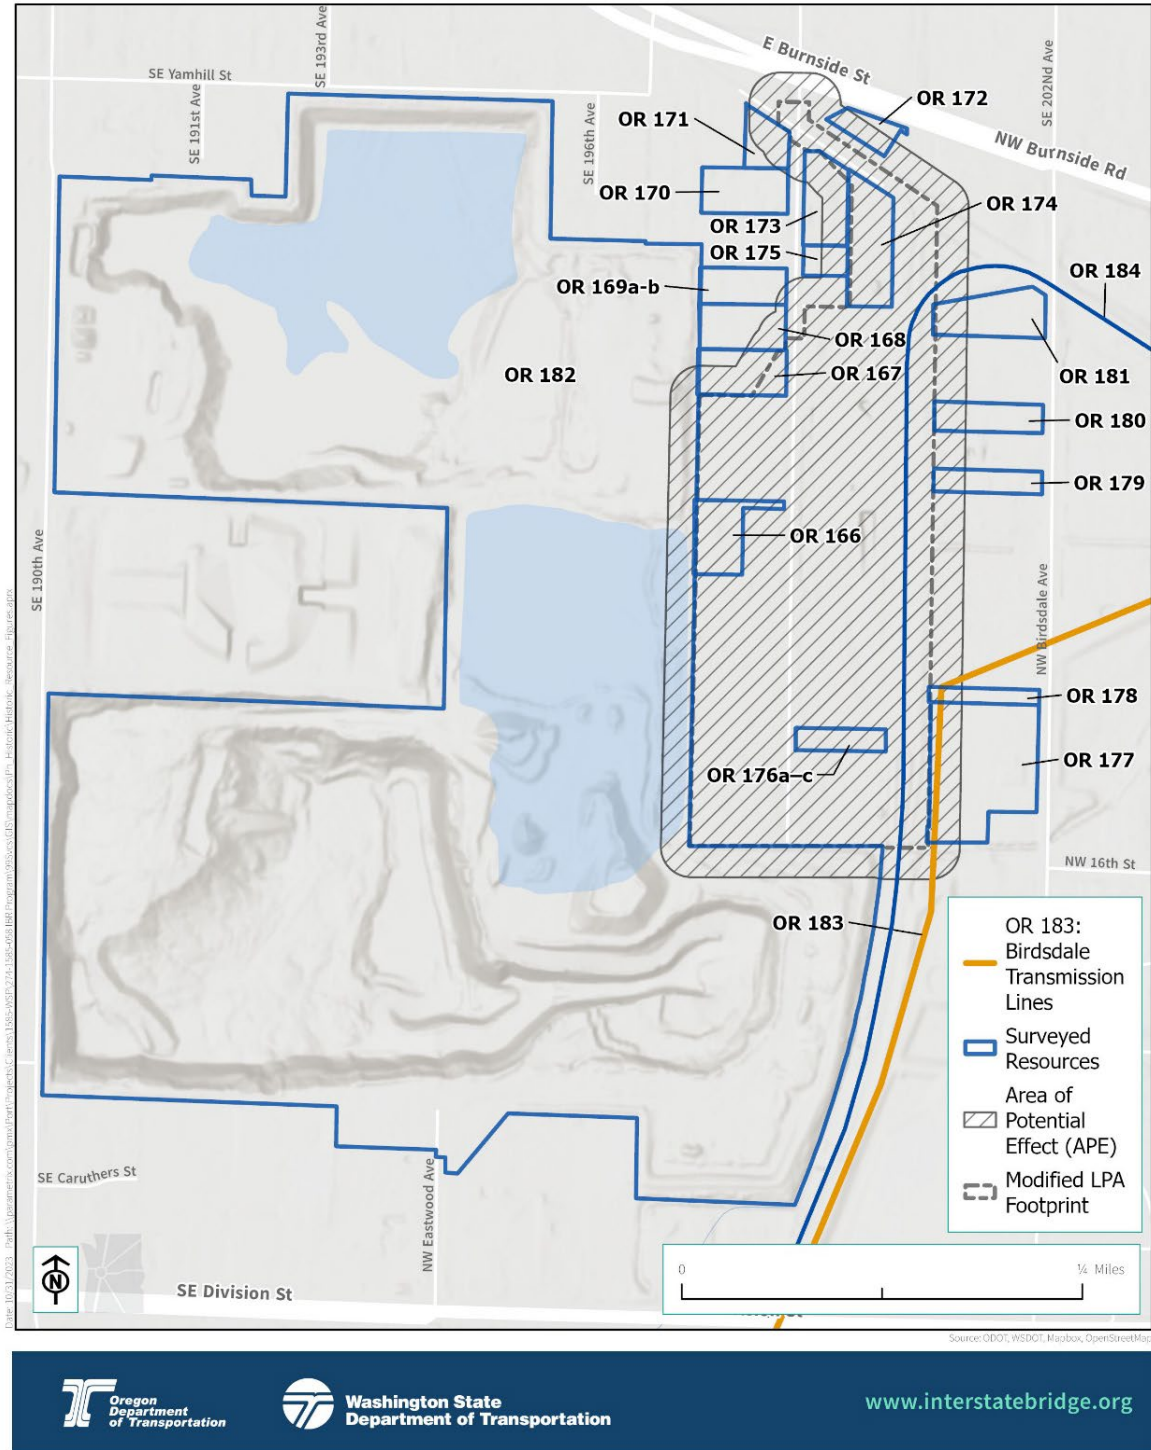 SE 193rd Ave
E Burnside St
SE Yamhill St
SE 191st Ave
SE 202Nd Ave
OR 172
OR 171
SE 196th Ave
NW Burnside Rd
OR 170
OR 174
OR 173
OR 175
OR 184
OR 169a-b
OR 168
OR 182
OR 167
OR 181
OR 180
OR 179
OR 166
SE 190th Ave
NW Birdsdale Ave
OR 178
OR 177
OR 176a-c
NW 16th St
OR 183
OR 183:
Birdsdale
Transmission
Lines
Surveyed
Resources
Area of
Potential
Effect (APE)
Modified LPA
Footprint
SE Caruthers St
NW Eastwood Ave
N
SE Division St
0
¼ Miles
Source: ODOT, WSDOT, Mapbox, OpenStreetMap
Oregon
Department
of Transportation
Washington State
Department of Transportation
www.interstatebridge.org